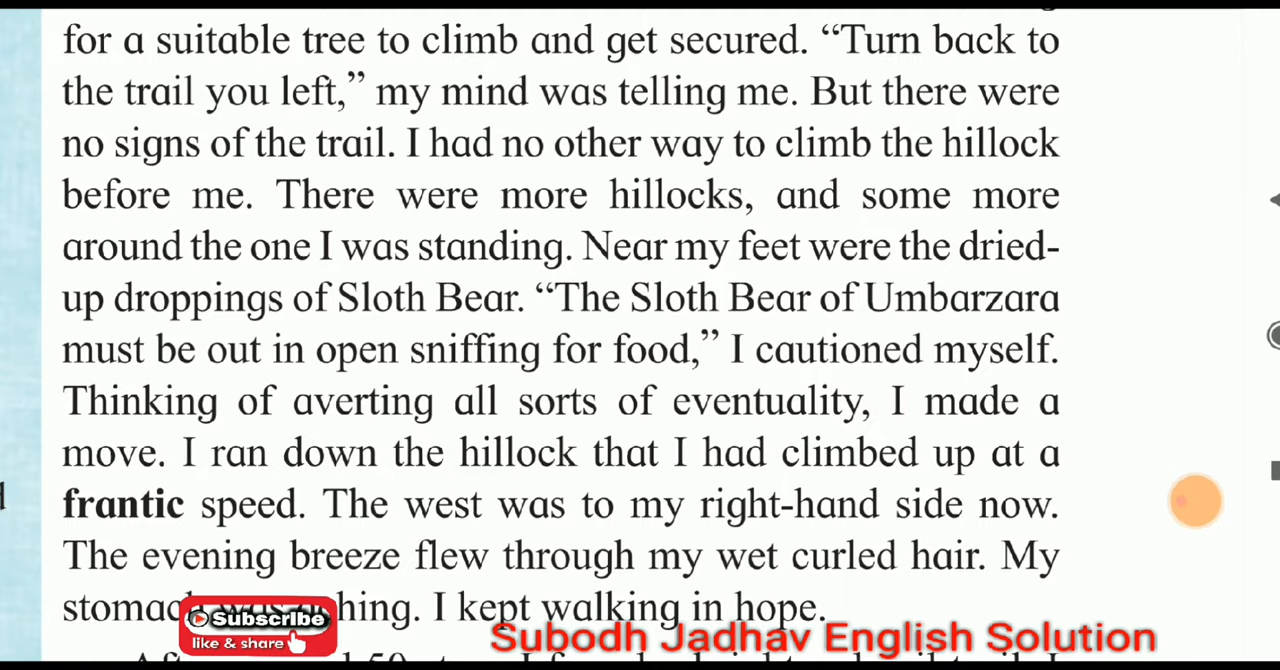 for a suitable tree to climb and get secured. “Turn back to
the trail you left,” my mind was telling me. But there were
no signs of the trail. I had no other way to climb the hillock
before me. There were more hillocks, and some more
around the one I was standing. Near my feet were the dried-
up droppings of Sloth Bear. “The Sloth Bear of Umbarzara
must be out in open sniffing for food,” I cautioned myself.
Thinking of averting all sorts of eventuality, I made a
move. I ran down the hillock that I had climbed up at a
frantic speed. The west was to my right-hand side now.
The evening breeze flew through my wet curled hair. My
stomach was aching. I kept walking in hope.
Subscribe
like & share
Subodh Jadhav English Solution